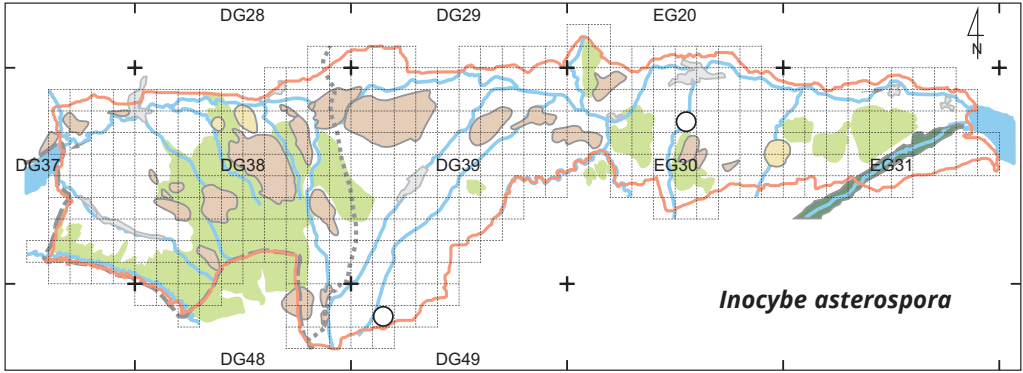 DG28 DG29 EG20
N
DG37 DG38 DG39 EG30 EG31
Inocybe asterospora
DG48 DG49